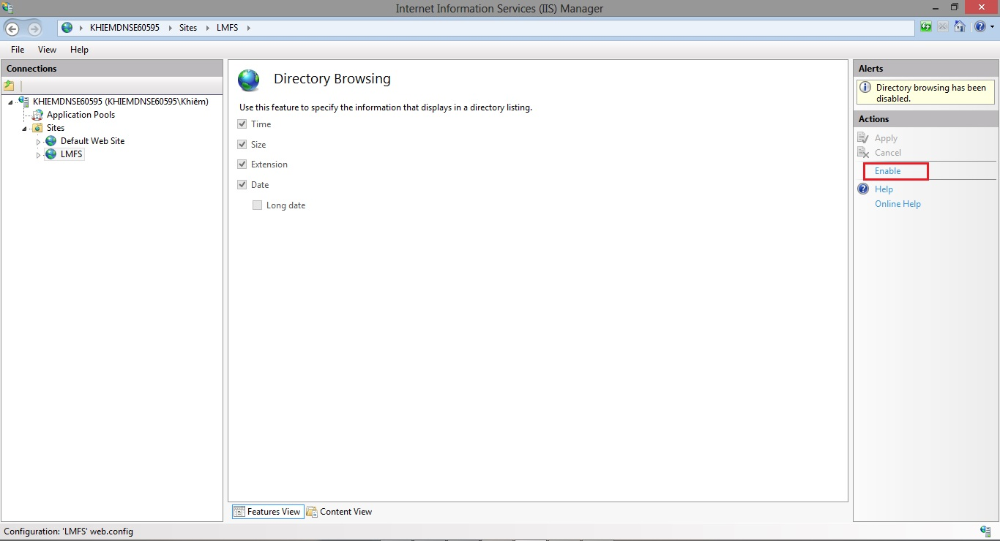 Internet Information Services (IIS) Manager
KHIEMDNSE60595 Sites LMFS
File View Help
Connections
KHIEMDNSE60595 (KHIEMDNSE60595\Khiêm)
Application Pools
Sites
Default Web Site
LMFS
Directory Browsing
Use this feature to specify the information that displays in a directory listing.
Time
Size
Extension
Date
Long date
Features View Content View
Alerts
Directory browsing has been
disabled.
Actions
Apply
Cancel
Enable
Help
Online Help
Configuration: 'LMFS' web.config